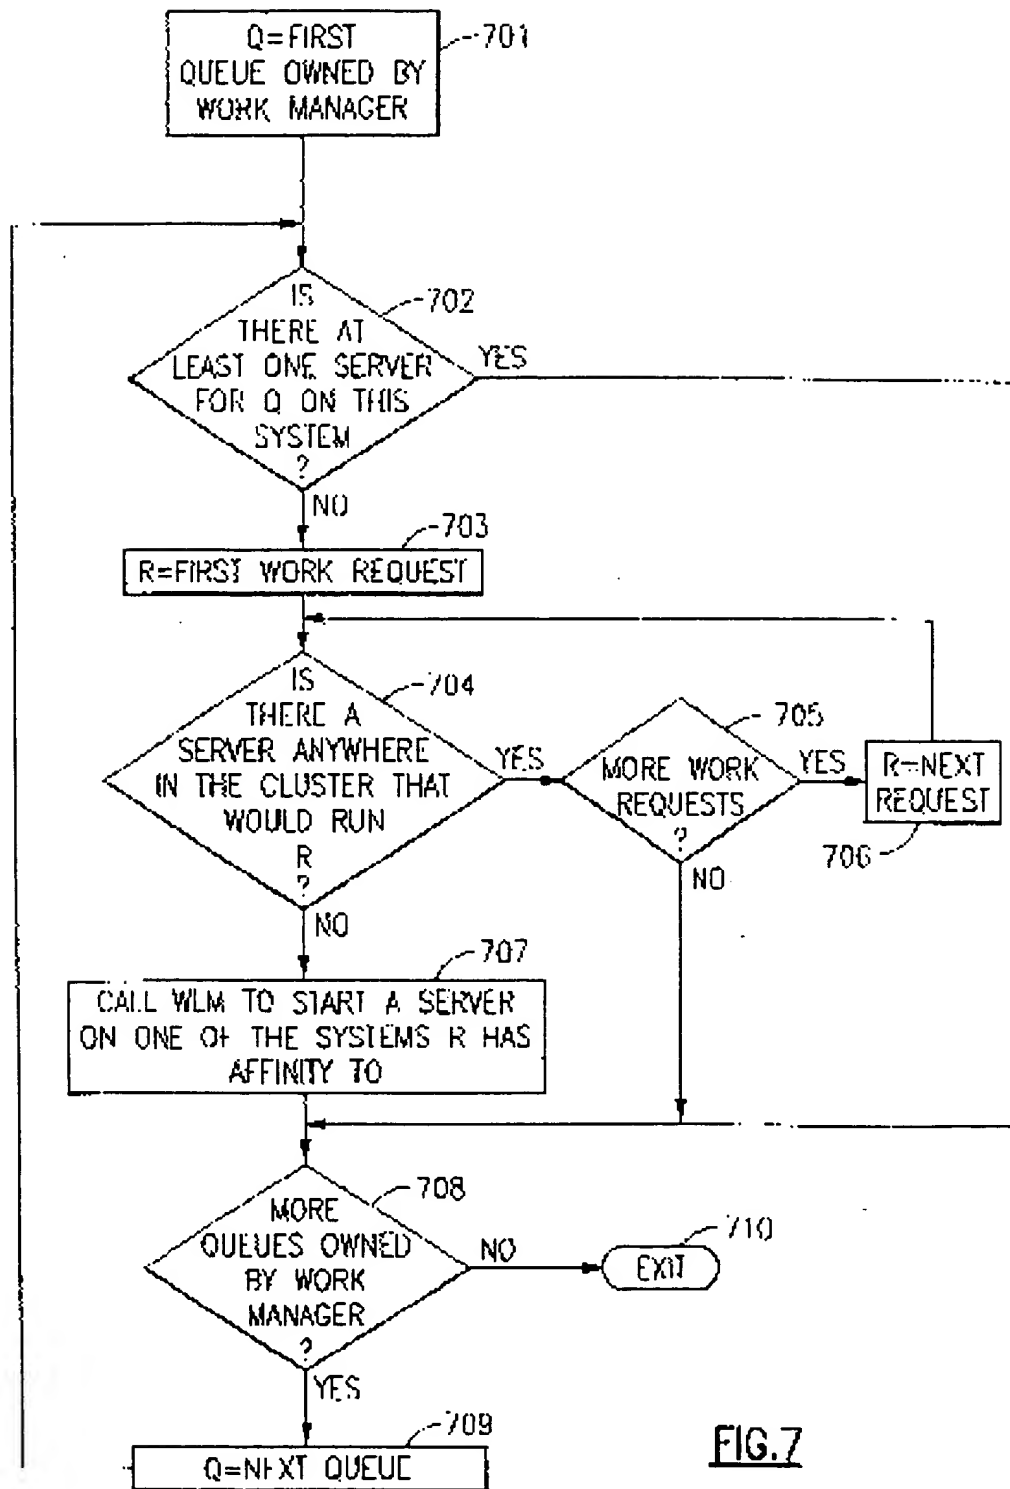 Q=FIRST
QUEUE OWNED BY
WORK MANAGER
701
IS
THERE AT
LEAST ONE SERVER
FOR Q ON THIS
SYSTEM
?
702
YES
NO
703
R=FIRST WORK REQUEST
IS
THERE A
SERVER ANYWHERE
IN THE CLUSTER THAT
WOULD RUN
R
?
704
YES
NO
705
MORE WORK
REQUESTS
?
YES
NO
R=NEXT
REQUEST
706
707
CALL WLM TO START A SERVER
ON ONE OF THE SYSTEMS R HAS
AFFINITY TO
708
MORE
QUEUES OWNED
BY WORK
MANAGER
?
NO
710
EXIT
YES
709
Q=NEXT QUEUE
FIG.7